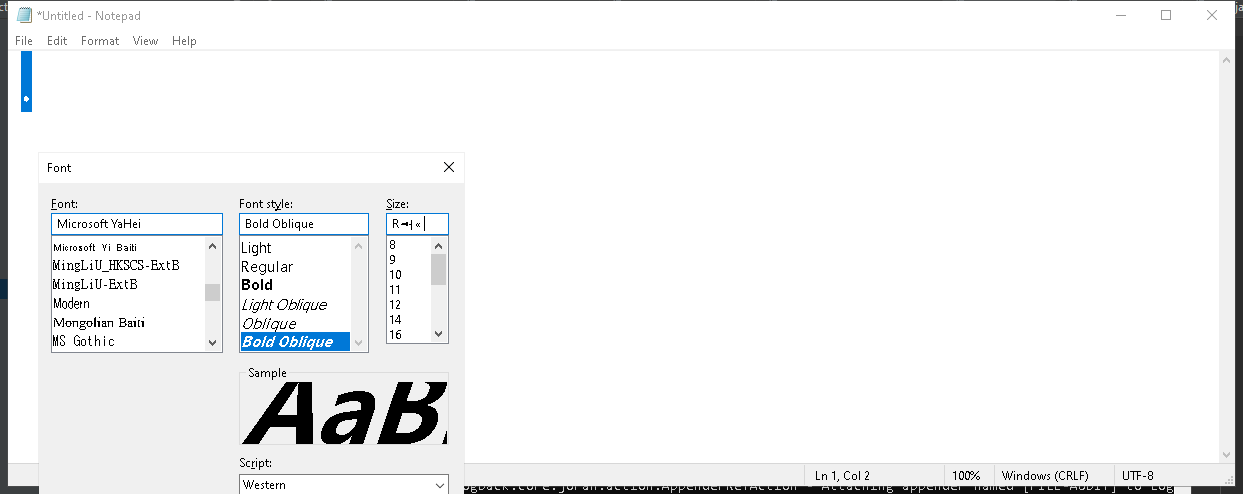 *Untitled - Notepad
File Edit Format View Help
Font
Font: Font style: Size:
Microsoft YaHei Bold Oblique
Microsoft Yi Baiti Light 8
MingLiU_HKSCS-ExtB Regular 9
MingLiU-ExtB Bold 10
Modern Light Oblique 11
Mongolian Baiti Oblique 12
MS Gothic Bold Oblique 14
16
Sample
AaB
Script:
Western
Ln 1, Col 2 100% Windows (CRLF) UTF-8